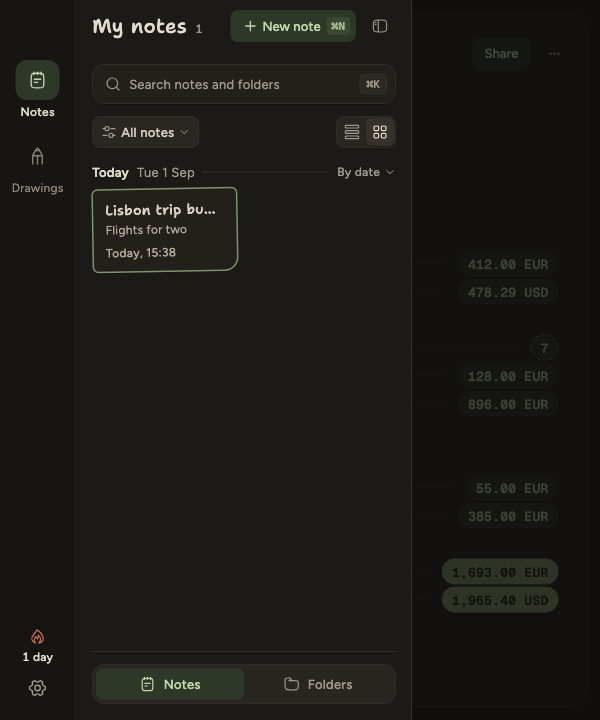 My notes 1
+ New note ⌘N
Share
Search notes and folders ⌘K
Notes
All notes
Today Tue 1 Sep By date
Drawings
Lisbon trip bu...
Flights for two
Today, 15:38
412.00 EUR
478.29 USD
7
128.00 EUR
896.00 EUR
55.00 EUR
385.00 EUR
1,693.00 EUR
1,965.40 USD
1 day
Notes
Folders